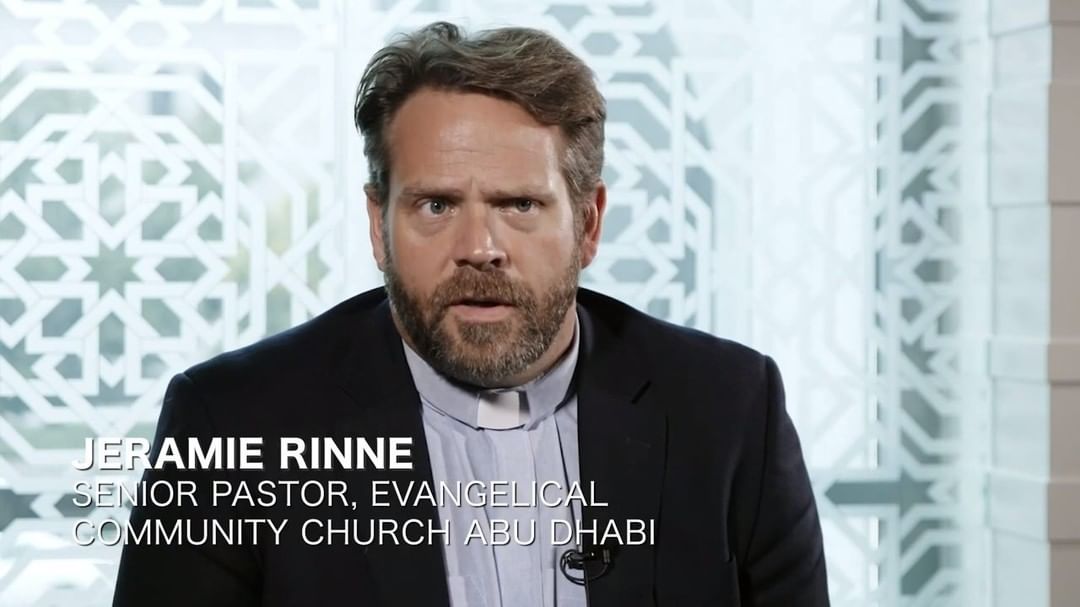 JERAMIE RINNE
SENIOR PASTOR, EVANGELICAL
COMMUNITY CHURCH ABU DHABI